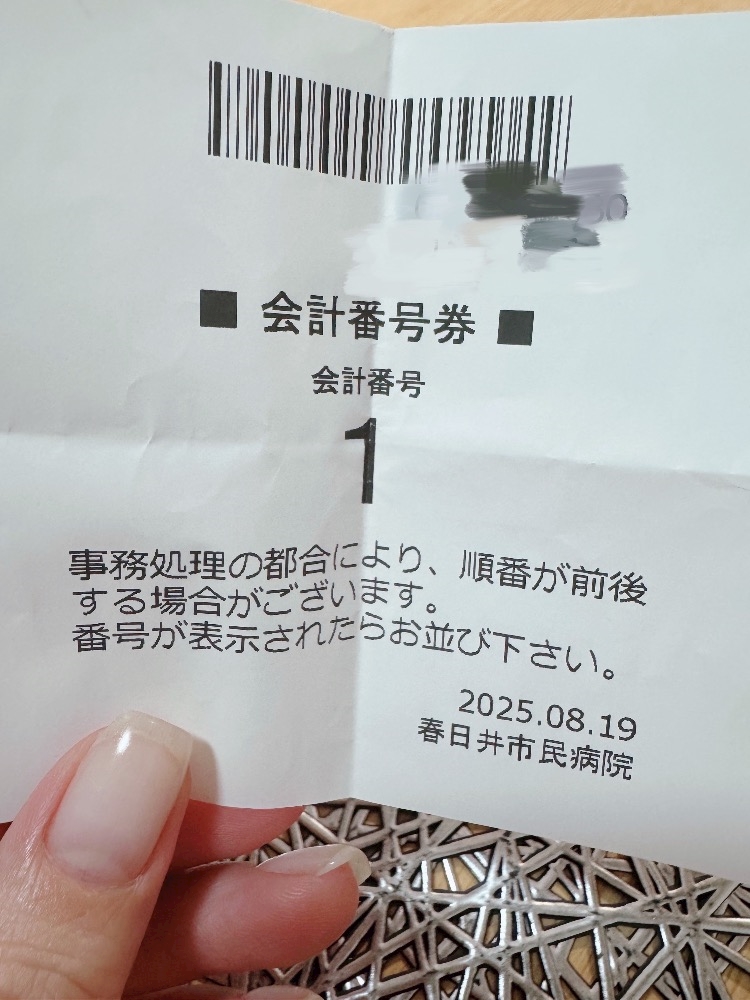 ■ 会計番号券 ■
会計番号
1
事務処理の都合により、順番が前後
する場合がございます。
番号が表示されたらお並び下さい。
2025.08.19
春日井市民病院